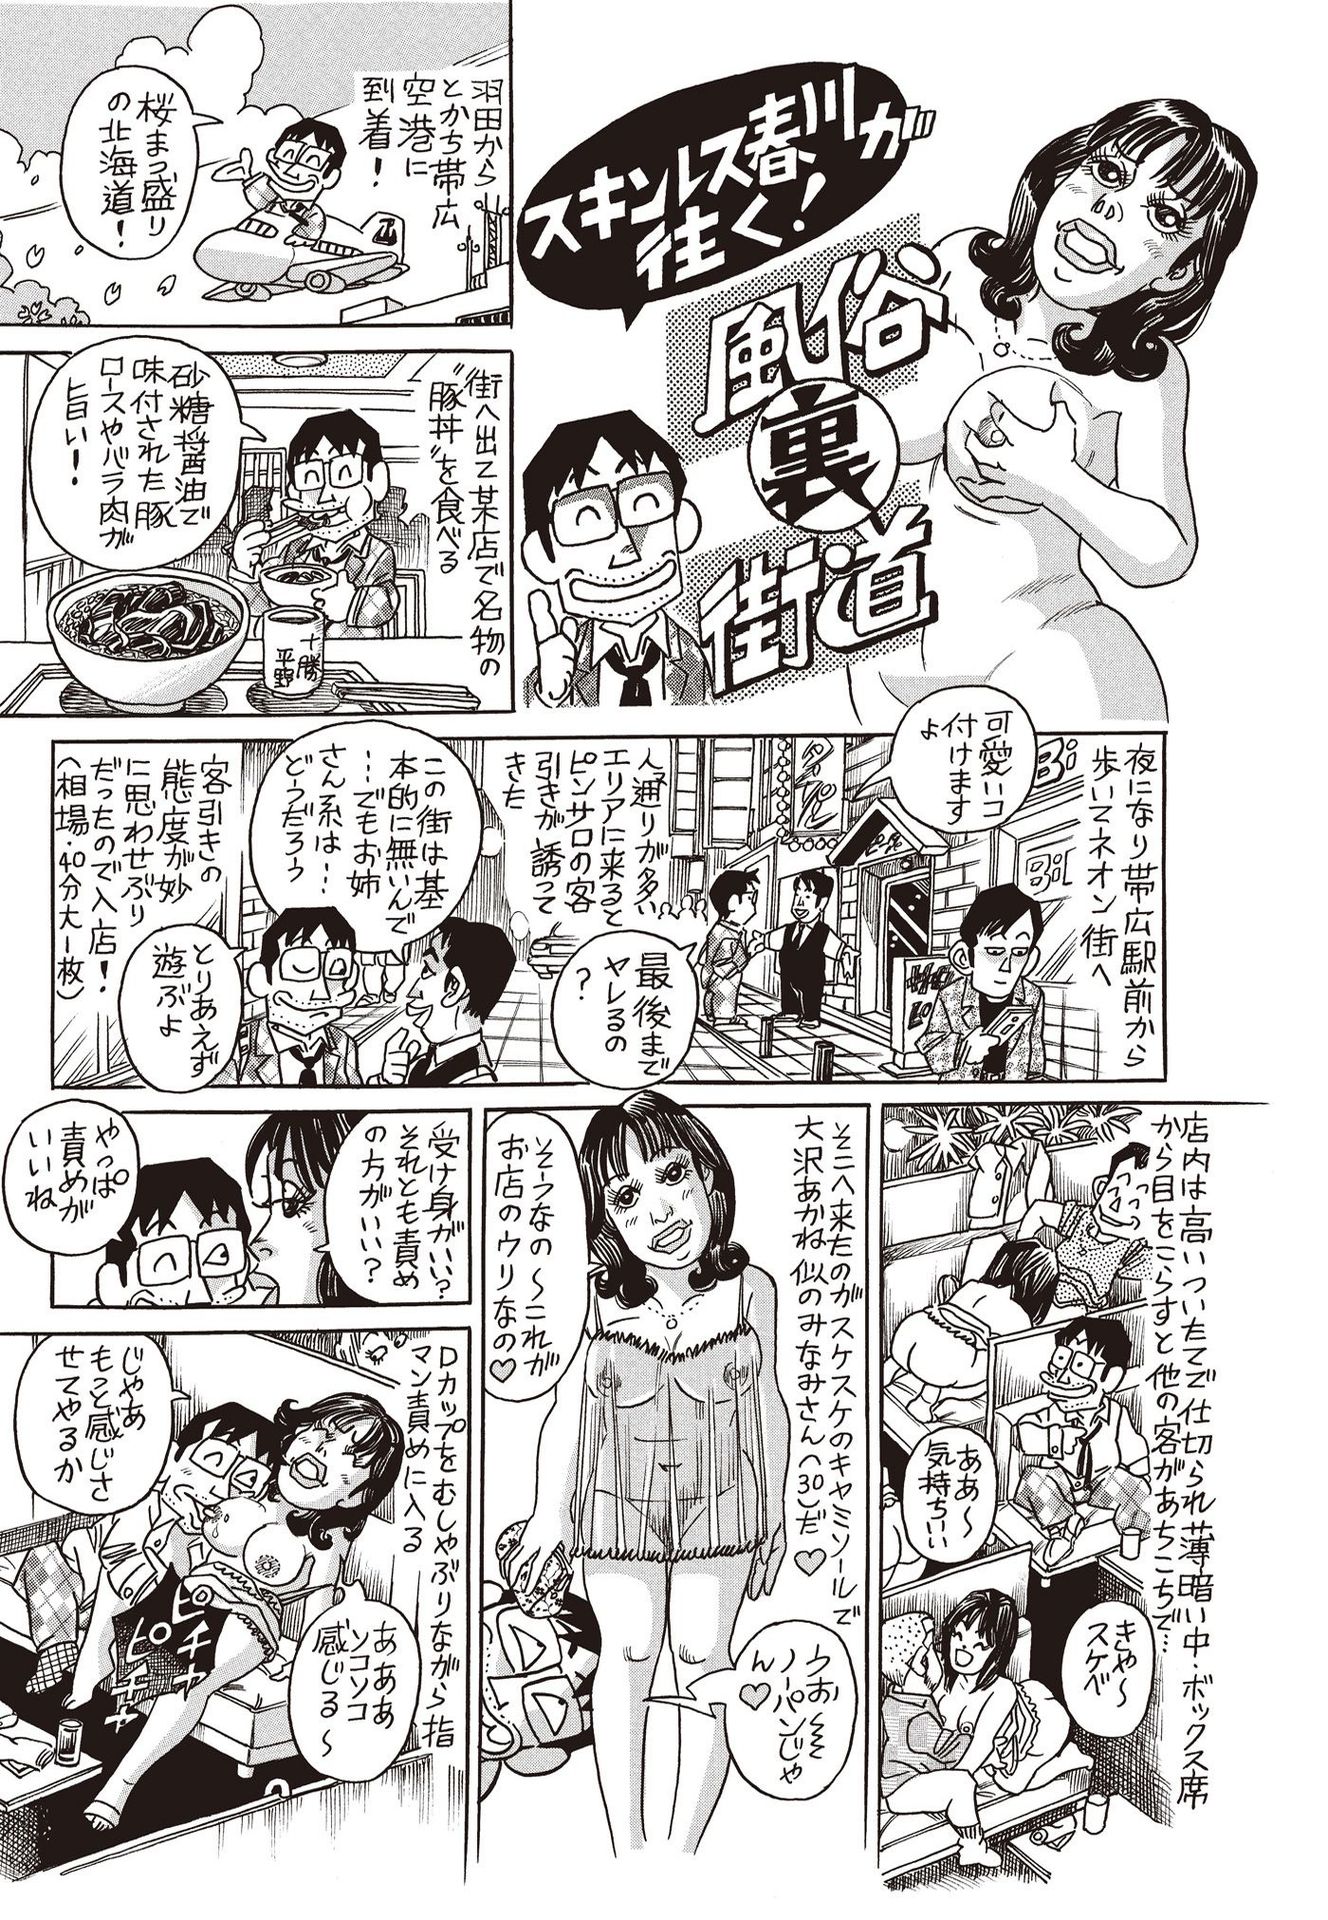 スキンレス春川が
往く!
風俗
裏
街道
羽田から
とかち帯広
空港に
到着!
桜まっ盛り
の北海道!
街へ出て某店で名物の
“豚丼”を食べる
砂糖醤油で
味付された豚
ロースやバラ肉が
旨い!
十勝
平野
夜になり帯広駅前から
歩いてネオン街へ
可愛いコ
付けます
よ
人通りが多い
エリアに来ると
ピンサロの客
引きが誘って
きた
最後まで
ヤレるの
?
この街は基
本的に無いんで
…でもお姉
さん系は…
どーうだろう
とりあえず
遊ぶよ
客引きの
態度が妙
に思わせぶり
だったので入店!
(相場・40分大一枚)
店内は高いついたてで仕切られ薄暗い中・ボックス席
から目をこらすと他の客があちこちで…
ああ〜
気持ちいい
きゃ〜
スケベ
そこへ来たのがスケスケのキャミソールで
大沢あかね似のみなみさん(30)だ♡
そーうなの〜これが
お店のウリなの♡
うお〜
ノーパンじゃ
ん♡
受け身がいい?
それとも責め
の方がいい?
やっぱ
責めが
いいね
Dカップをむしゃぶりながら指
マン責めに入る
じゃあ
もっと感じさ
せてやるか
ピチャ
ピチャ
あああ
ソコソコ
感じる〜